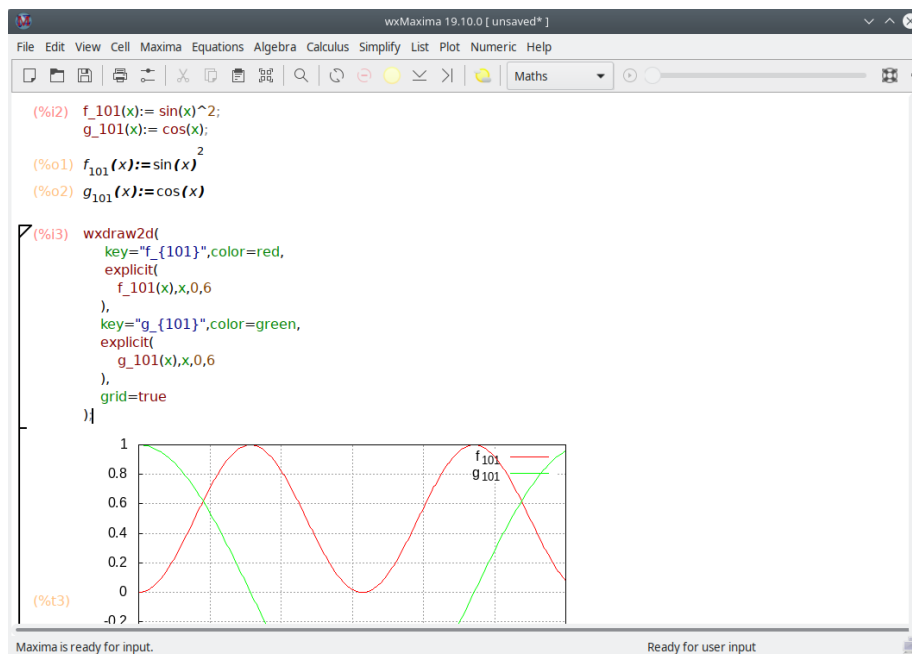 wxMaxima 19.10.0 [ unsaved* ]
File Edit View Cell Maxima Equations Algebra Calculus Simplify List Plot Numeric Help
Maths
(%i2) f_101(x):= sin(x)^2;
g_101(x):= cos(x);
(%o1) f101(x):=sin(x)2
(%o2) g101(x):=cos(x)
(%i3) wxdraw2d(
key="f_{101}",color=red,
explicit(
f_101(x),x,0,6
),
key="g_{101}",color=green,
explicit(
g_101(x),x,0,6
),
grid=true
);
1
f101
0.8
g101
0.6
0.4
0.2
0
(%t3)
-0.2
Maxima is ready for input. Ready for user input